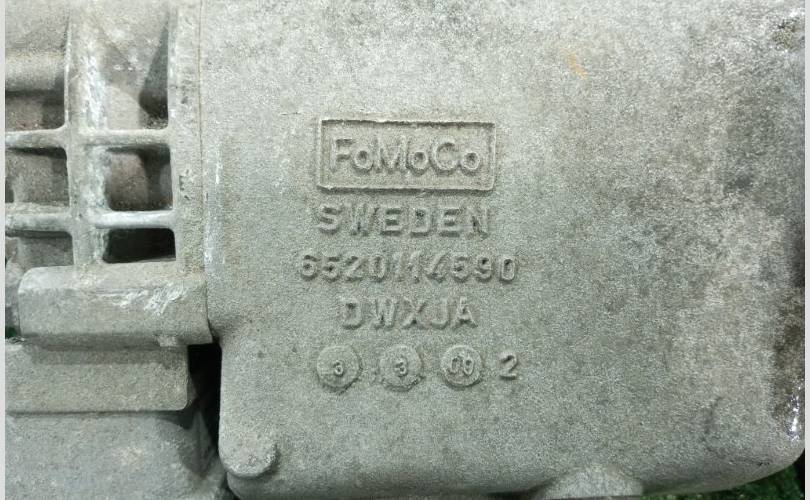 FoMoCo
SWEDEN
6520114590
DWXJA
3 3 09 2